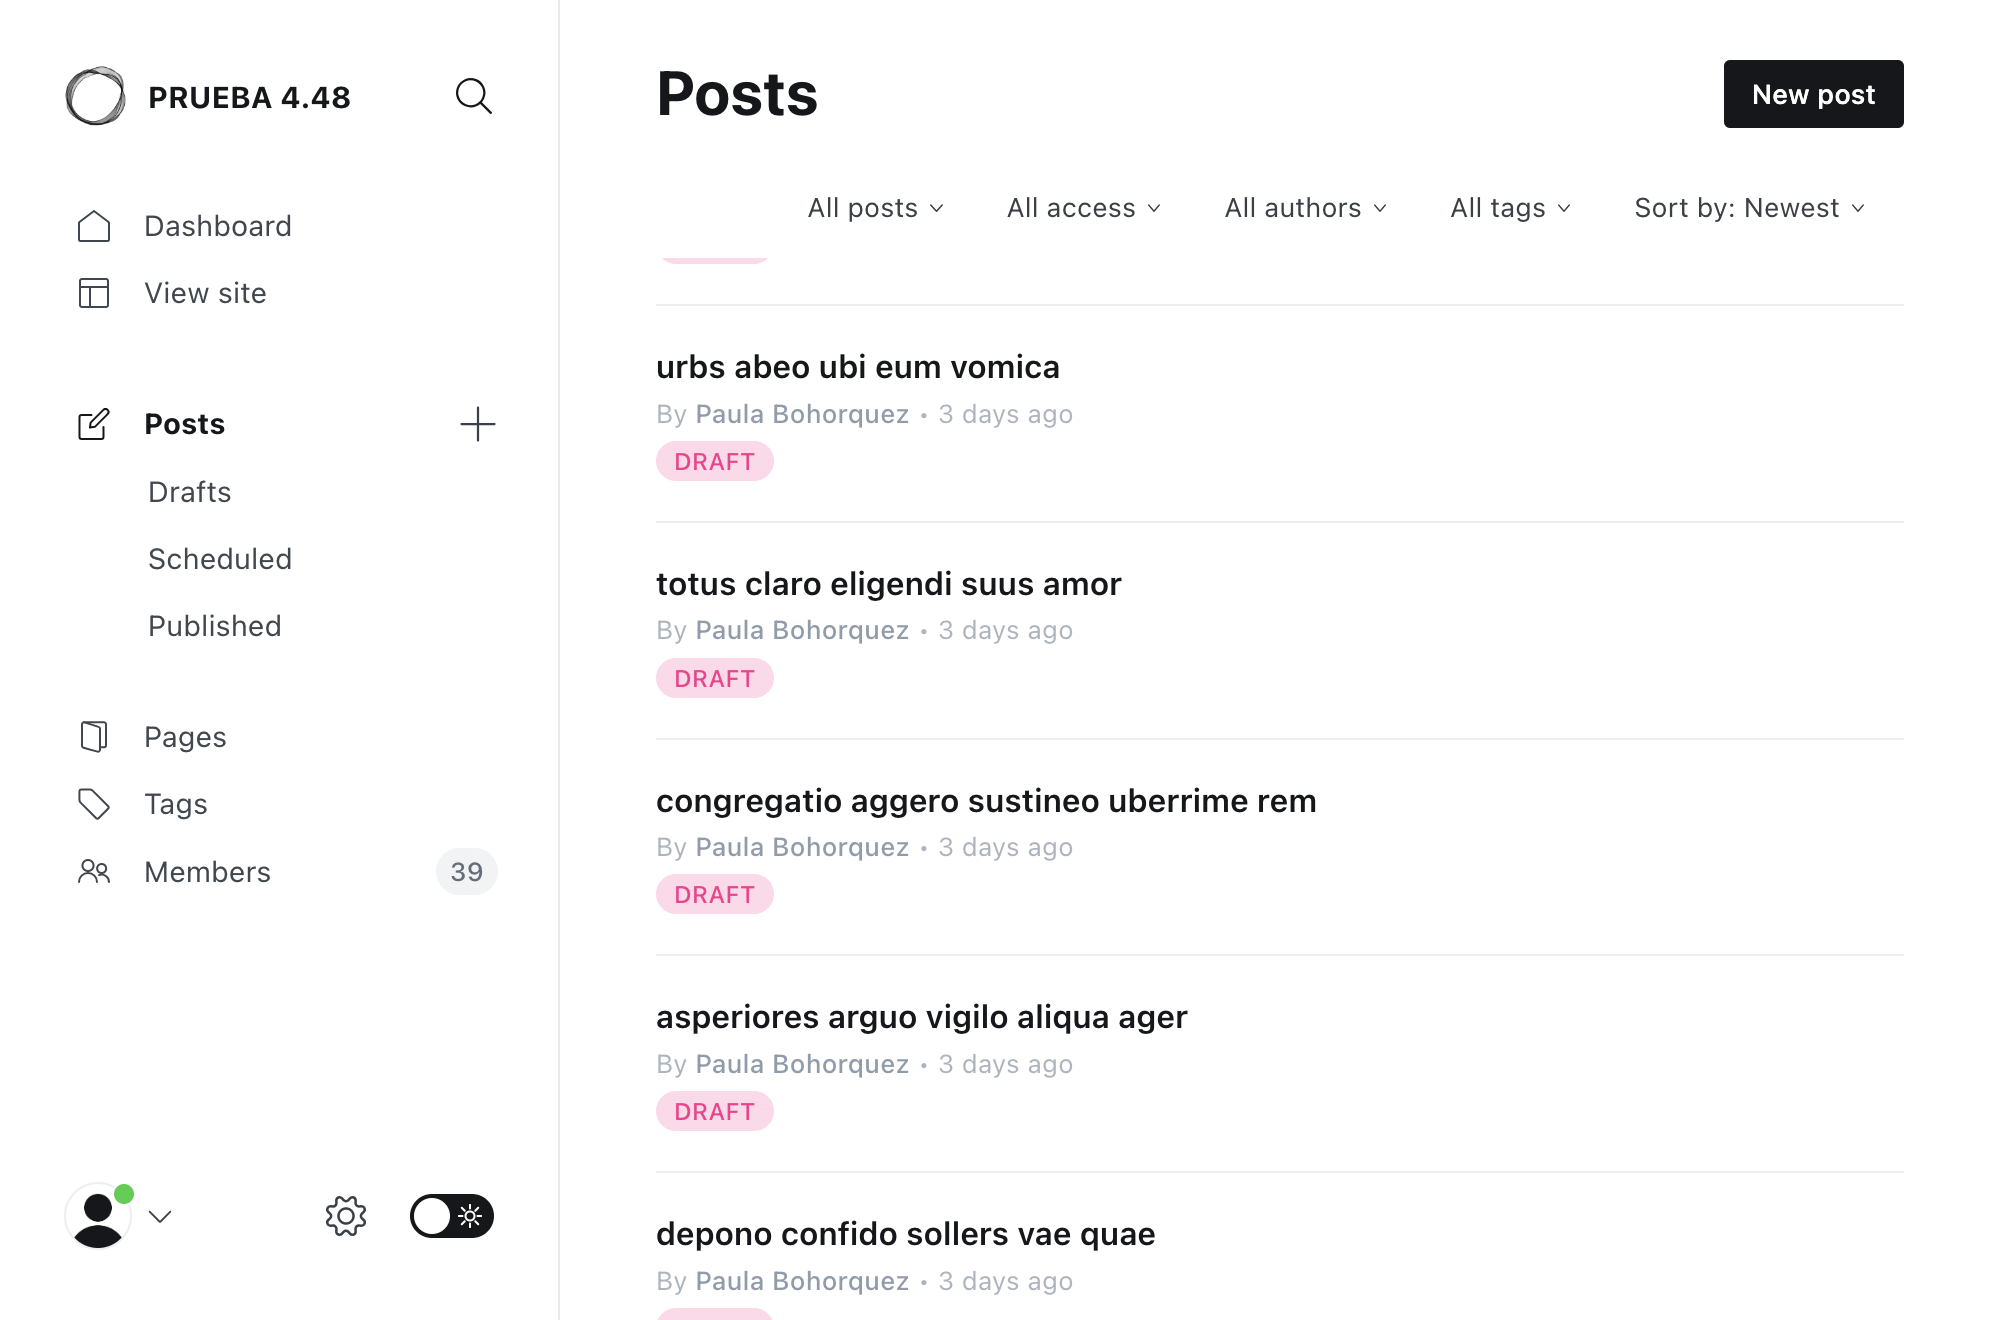 PRUEBA 4.48
Dashboard
View site
Posts
Drafts
Scheduled
Published
Pages
Tags
Members 39
Posts
New post
All posts All access All authors All tags Sort by: Newest
urbs abeo ubi eum vomica
By Paula Bohorquez • 3 days ago
DRAFT
totus claro eligendi suus amor
By Paula Bohorquez • 3 days ago
DRAFT
congregatio aggero sustineo uberrime rem
By Paula Bohorquez • 3 days ago
DRAFT
asperiores arguo vigilo aliqua ager
By Paula Bohorquez • 3 days ago
DRAFT
depono confido sollers vae quae
By Paula Bohorquez • 3 days ago